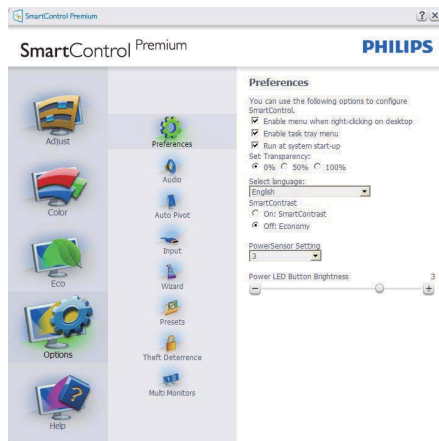 SmartControl Premium
SmartControl Premium
PHILIPS
Adjust
Color
Eco
Options
Help
Preferences
Audio
Auto Pivot
Input
Wizard
Presets
Theft Deterrence
Multi Monitors
Preferences
You can use the following options to configure
SmartControl.
Enable menu when right-clicking on desktop
Enable task tray menu
Run at system start-up
Set Transparency:
0% 50% 100%
Select language:
English
SmartContrast
On: SmartContrast
Off: Economy
PowerSensor Setting
3
Power LED Button Brightness 3